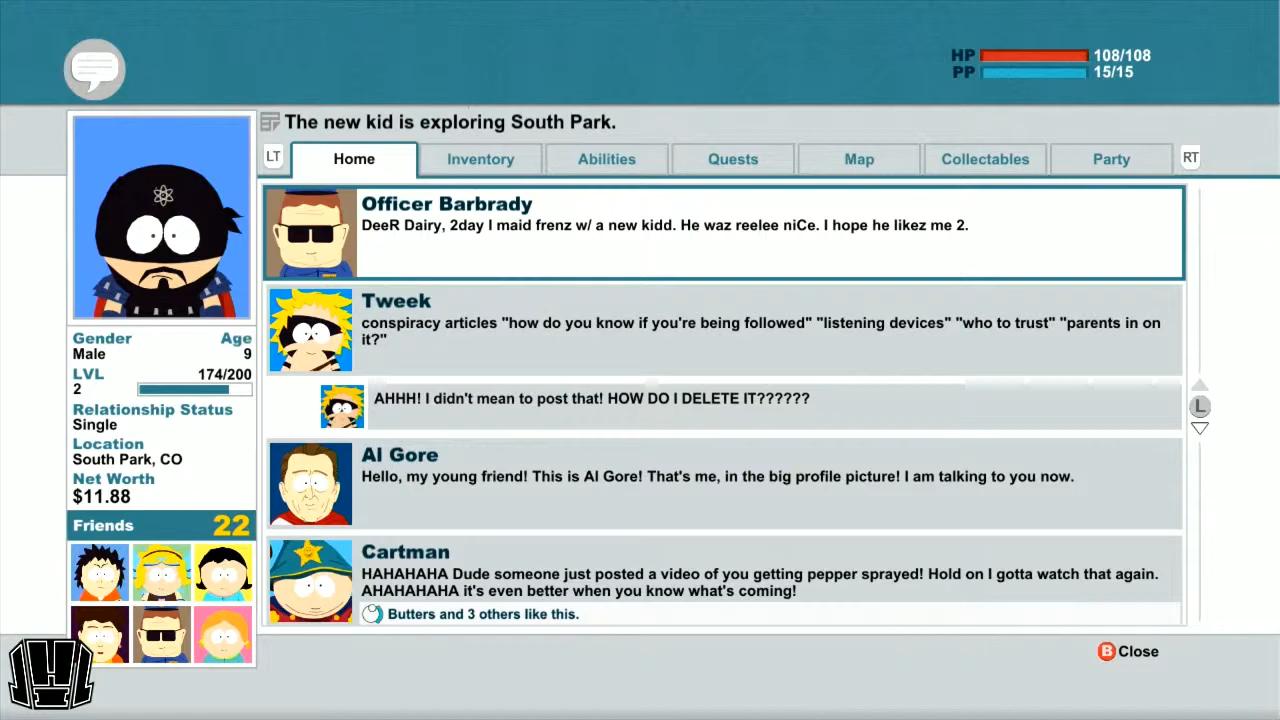 HP 108/108
PP 15/15
The new kid is exploring South Park.
LT Home Inventory Abilities Quests Map Collectables Party RT
Gender Age
Male 9
LVL 174/200
2
Relationship Status
Single
Location
South Park, CO
Net Worth
$11.88
Friends 22
Officer Barbrady
DeeR Dairy, 2day I maid frenz w/ a new kidd. He waz reelee niCe. I hope he likez me 2.
Tweek
conspiracy articles "how do you know if you're being followed" "listening devices" "who to trust" "parents in on
it?"
AHHH! I didn't mean to post that! HOW DO I DELETE IT??????
L
Al Gore
Hello, my young friend! This is Al Gore! That's me, in the big profile picture! I am talking to you now.
Cartman
HAHAHAHA Dude someone just posted a video of you getting pepper sprayed! Hold on I gotta watch that again.
AHAHAHAHA it's even better when you know what's coming!
Butters and 3 others like this.
B Close